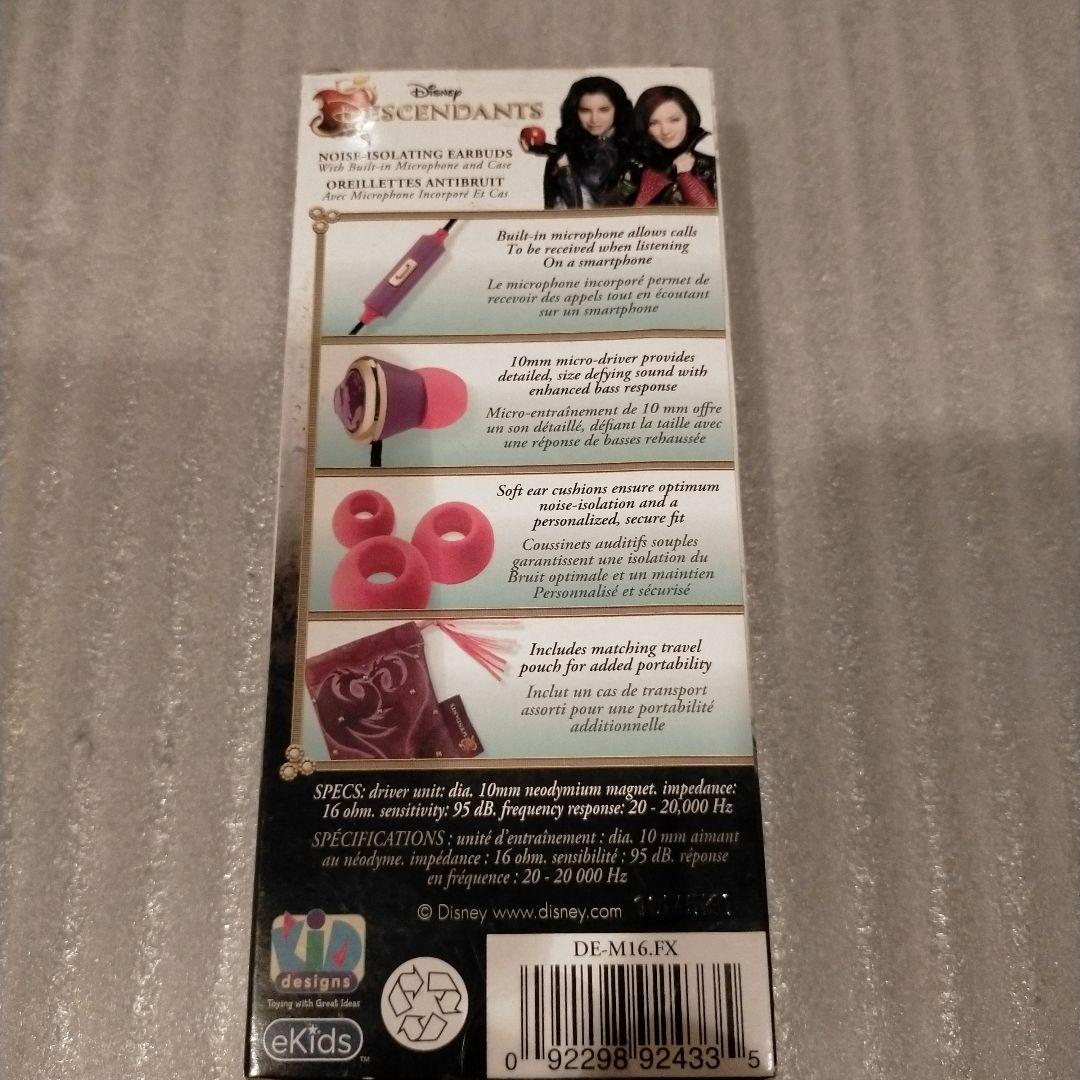 Disney
DESCENDANTS
NOISE-ISOLATING EARBUDS
With Built-in Microphone and Case
OREILLETTES ANTIBRUIT
Avec Microphone Incorporé Et Cas
Built-in microphone allows calls
To be received when listening
On a smartphone
Le microphone incorporé permet de
recevoir des appels tout en écoutant
sur un smartphone
10mm micro-driver provides
detailed, size defying sound with
enhanced bass response
Micro-entraînement de 10 mm offre
un son détaillé, défiant la taille avec
une réponse de basses rehaussée
Soft ear cushions ensure optimum
noise-isolation and a
personalized, secure fit
Coussinets auditifs souples
garantissent une isolation du
Bruit optimale et un maintien
Personnalisé et sécurisé
Includes matching travel
pouch for added portability
Inclut un cas de transport
assorti pour une portabilité
additionnelle
DESCENDANTS
SPECS: driver unit: dia. 10mm neodymium magnet. impedance:
16 ohm. sensitivity: 95 dB. frequency response: 20 - 20,000 Hz
SPÉCIFICATIONS : unité d'entraînement : dia. 10 mm aimant
au néodyme. impédance : 16 ohm. sensibilité : 95 dB. réponse
en fréquence : 20 - 20 000 Hz
© Disney www.disney.com
KiD
designs
Toying with Great Ideas
eKids™
DE-M16.FX
0 92298 92433 5